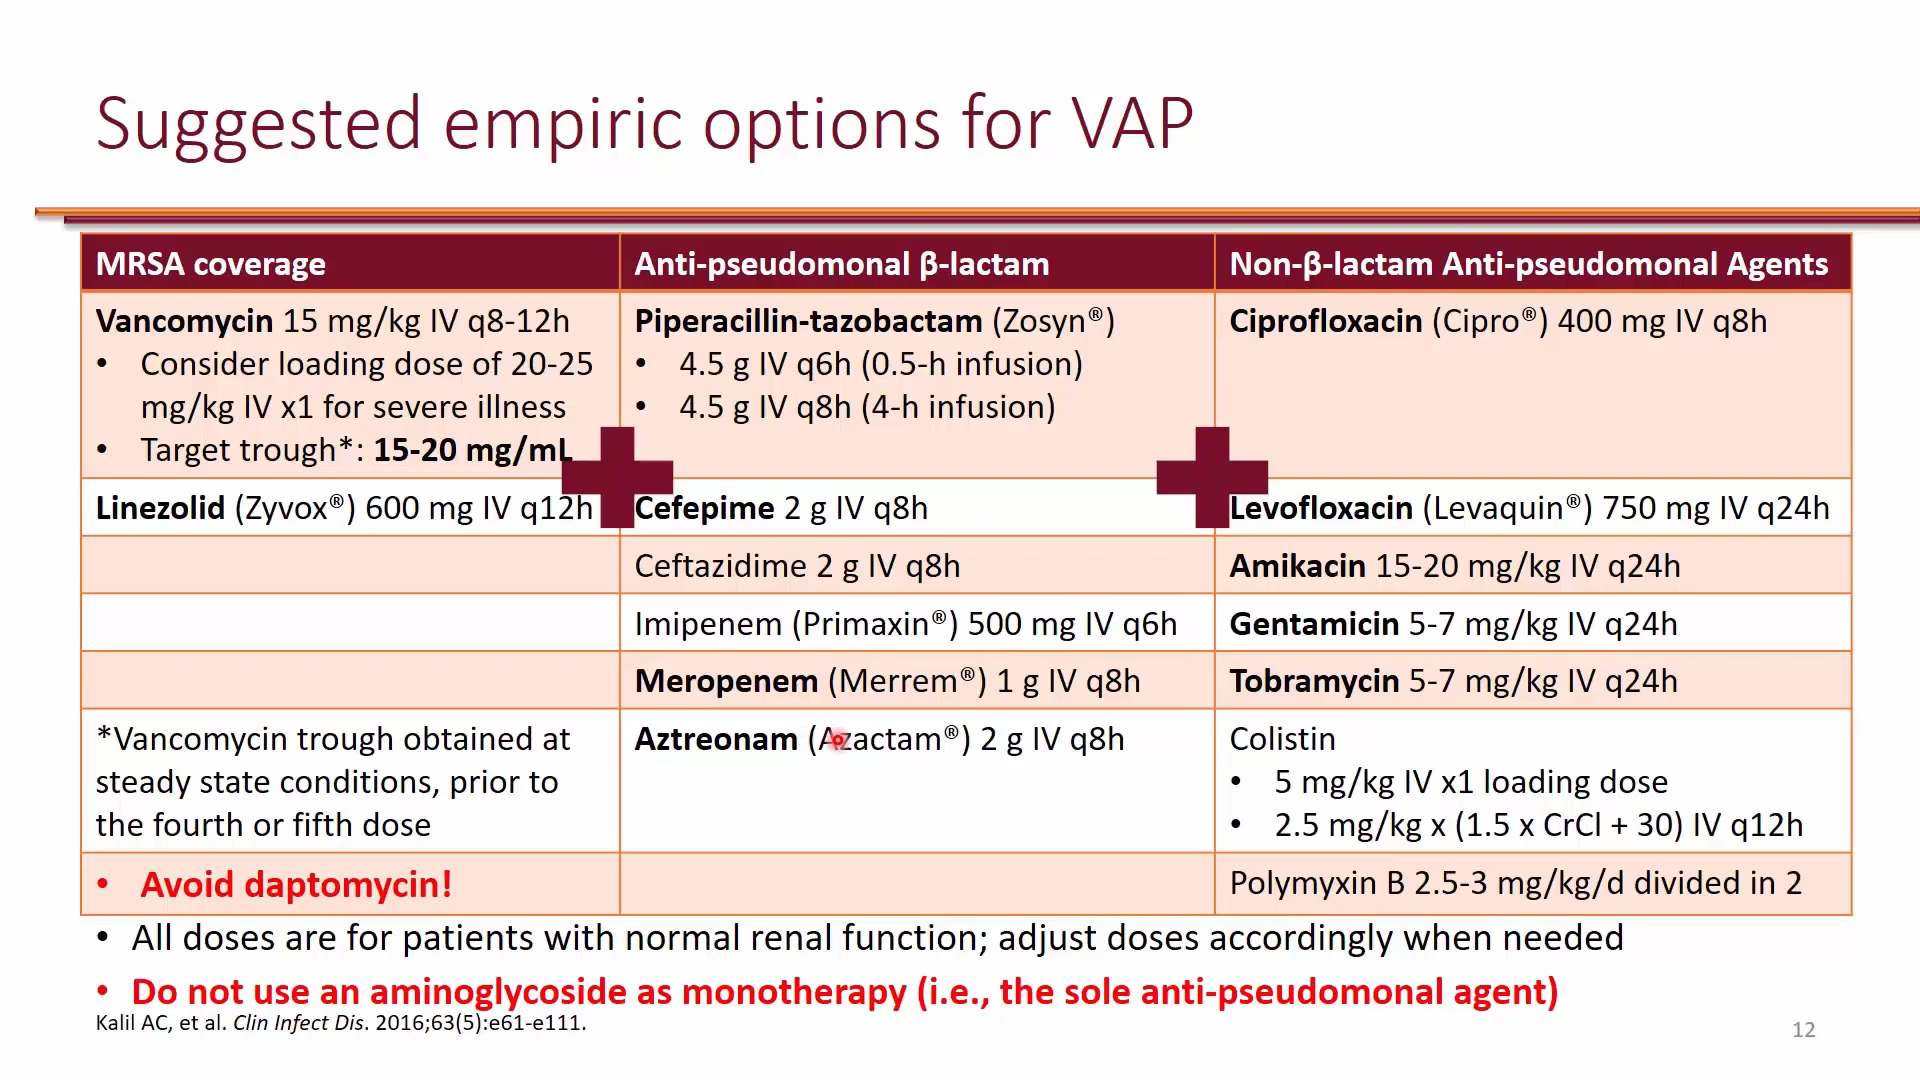 Suggested empiric options for VAP
MRSA coverage
Anti-pseudomonal β-lactam
Non-β-lactam Anti-pseudomonal Agents
Vancomycin 15 mg/kg IV q8-12h
• Consider loading dose of 20-25
mg/kg IV x1 for severe illness
• Target trough*: 15-20 mg/mL
Piperacillin-tazobactam (Zosyn®)
• 4.5 g IV q6h (0.5-h infusion)
• 4.5 g IV q8h (4-h infusion)
Ciprofloxacin (Cipro®) 400 mg IV q8h
Linezolid (Zyvox®) 600 mg IV q12h
Cefepime 2 g IV q8h
Levofloxacin (Levaquin®) 750 mg IV q24h
Ceftazidime 2 g IV q8h
Amikacin 15-20 mg/kg IV q24h
Imipenem (Primaxin®) 500 mg IV q6h
Gentamicin 5-7 mg/kg IV q24h
Meropenem (Merrem®) 1 g IV q8h
Tobramycin 5-7 mg/kg IV q24h
*Vancomycin trough obtained at
steady state conditions, prior to
the fourth or fifth dose
Aztreonam (Azactam®) 2 g IV q8h
Colistin
• 5 mg/kg IV x1 loading dose
• 2.5 mg/kg x (1.5 x CrCl + 30) IV q12h
• Avoid daptomycin!
Polymyxin B 2.5-3 mg/kg/d divided in 2
• All doses are for patients with normal renal function; adjust doses accordingly when needed
• Do not use an aminoglycoside as monotherapy (i.e., the sole anti-pseudomonal agent)
Kalil AC, et al. Clin Infect Dis. 2016;63(5):e61-e111.
12